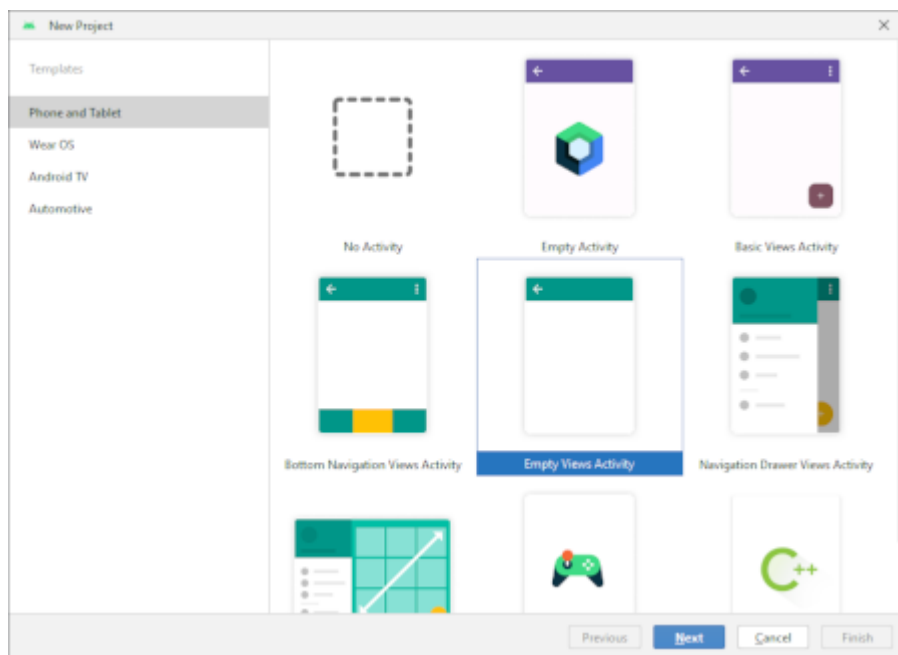 New Project
Templates
Phone and Tablet
Wear OS
Android TV
Automotive
No Activity
Empty Activity
Basic Views Activity
Bottom Navigation Views Activity
Empty Views Activity
Navigation Drawer Views Activity
C++
Previous
Next
Cancel
Finish